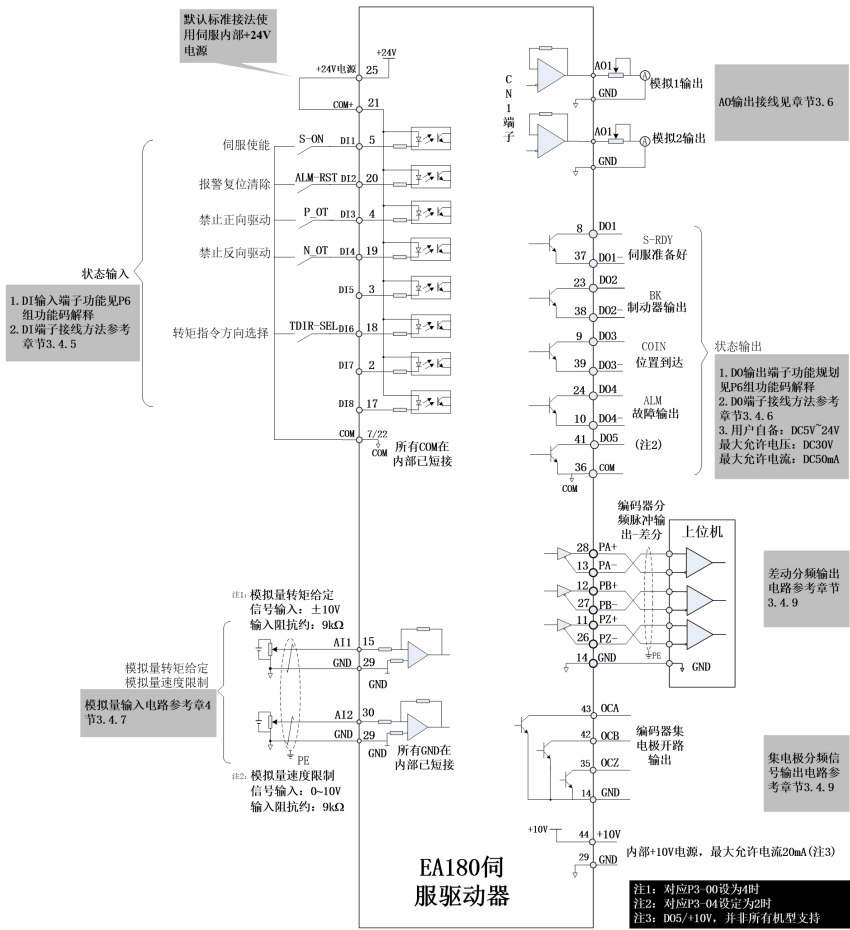 默认标准接法使
用伺服内部+24V
电源
+24V
+24V电源
25
COM+
21
状态输入
1.DI输入端子功能见P6
组功能码解释
2.DI端子接线方法参考
章节3.4.5
伺服使能 S-ON DI1 5
报警复位清除 ALM-RST DI2 20
禁止正向驱动 P_OT DI3 4
禁止反向驱动 N_OT DI4 19
DI5 3
转矩指令方向选择 TDIR-SEL DI6 18
DI7 2
DI8 17
COM 7/22
COM
所有COM在
内部已短接
注1: 模拟量转矩给定
信号输入: ±10V
输入阻抗约: 9kΩ
AI1 15
GND 29
GND
模拟量转矩给定
模拟量速度限制
模拟量输入电路参考章4
节3.4.7
AI2 30
GND 29
GND
所有GND在
内部已短接
PE
注2: 模拟量速度限制
信号输入: 0~10V
输入阻抗约: 9kΩ
CN1端子
AO1
A
模拟1输出
GND
AO1
A
模拟2输出
GND
AO输出接线见章节3.6
8 DO1
S-RDY
伺服准备好
37 DO1-
23 DO2
BK
制动器输出
38 DO2-
9 DO3
COIN
位置到达
39 DO3-
24 DO4
ALM
故障输出
10 DO4-
41 DO5
(注2)
36 COM
COM
状态输出
1.DO输出端子功能规划
见P6组功能码解释
2.DO端子接线方法参考
章节3.4.6
3.用户自备: DC5V~24V
最大允许电压: DC30V
最大允许电流: DC50mA
编码器分
频脉冲输
出-差分
上位机
28 PA+
13 PA-
12 PB+
27 PB-
11 PZ+
26 PZ-
PE
14 GND
GND
差动分频输出
电路参考章节
3.4.9
43 OCA
42 OCB
35 OCZ
14 GND
编码器集
电极开路
输出
集电极分频信
号输出电路参
考章节3.4.9
+10V
44 +10V
29 GND
内部+10V电源，最大允许电流20mA(注3)
EA180伺
服驱动器
注1: 对应P3-00设为4时
注2: 对应P3-04设定为2时
注3: DO5/+10V，并非所有机型支持